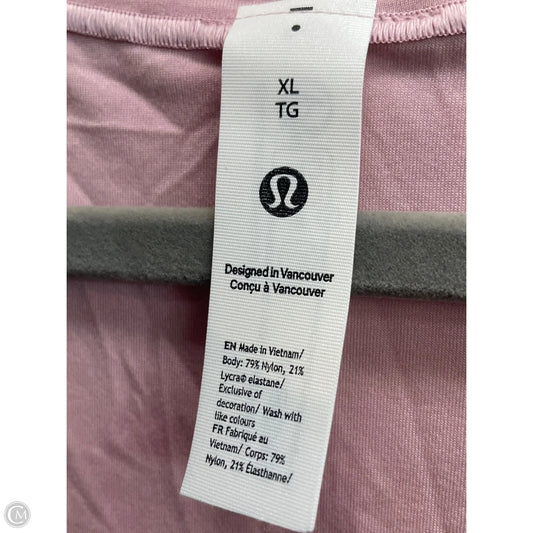 XL
TG
Designed in Vancouver
Conçu à Vancouver
EN Made in Vietnam/
Body: 79% Nylon, 21%
Lycra® elastane/
Exclusive of
decoration/ Wash with
like colours
FR Fabriqué au
Vietnam/ Corps: 79%
Nylon, 21% Élasthanne/
CM